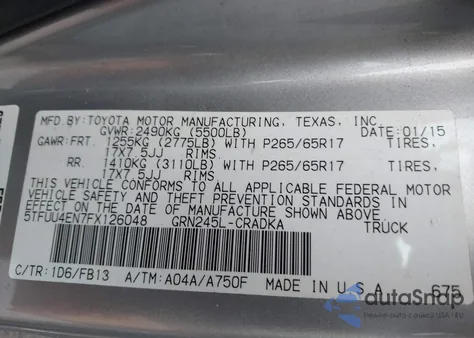 MFD.BY:TOYOTA MOTOR MANUFACTURING, TEXAS, INC.
GVWR:2490KG (5500LB) DATE:01/15
GAWR:FRT. 1255KG (2775LB) WITH P265/65R17 TIRES,
17X7.5JJ RIMS
RR. 1410KG (3110LB) WITH P265/65R17 TIRES,
17X7.5JJ RIMS
THIS VEHICLE CONFORMS TO ALL APPLICABLE FEDERAL MOTOR
VEHICLE SAFETY AND THEFT PREVENTION STANDARDS IN
EFFECT ON THE DATE OF MANUFACTURE SHOWN ABOVE.
5TFUU4EN7FX126048 GRN245L-CRADKA
TRUCK
C/TR:1D6/FB13 A/TM:A04A/A750F MADE IN U.S.A. 675
autaSnap